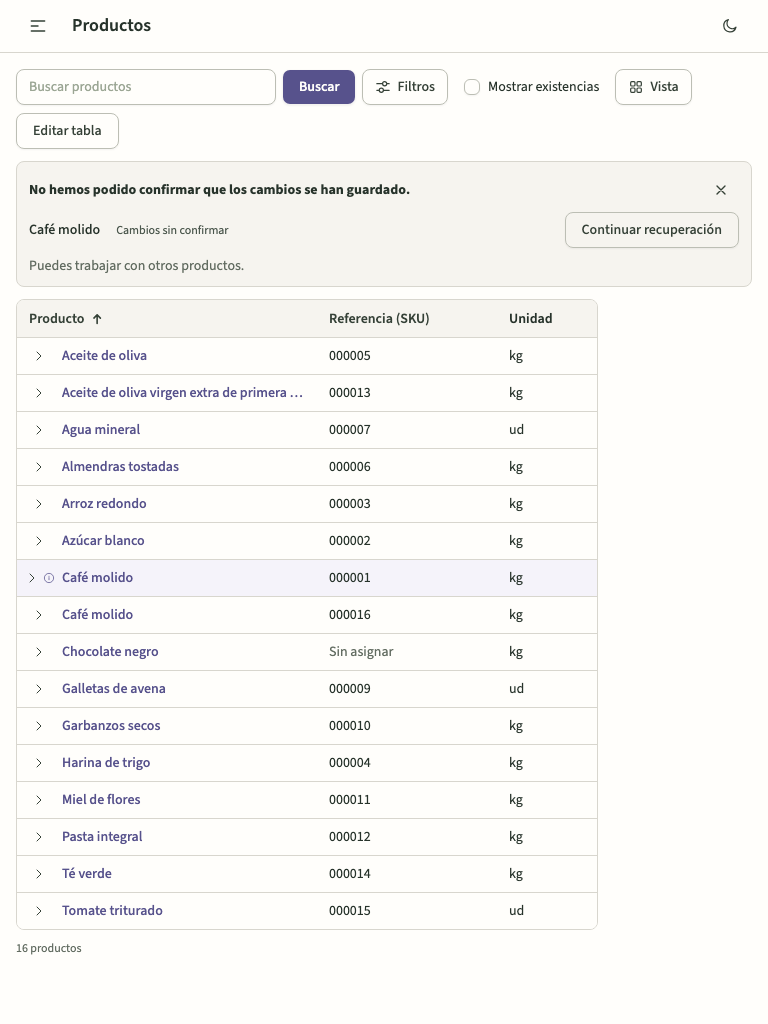 Productos
Buscar productos
Buscar
Filtros
Mostrar existencias
Vista
Editar tabla
No hemos podido confirmar que los cambios se han guardado.
Café molido Cambios sin confirmar
Continuar recuperación
Puedes trabajar con otros productos.
Producto Referencia (SKU) Unidad
Aceite de oliva 000005 kg
Aceite de oliva virgen extra de primera … 000013 kg
Agua mineral 000007 ud
Almendras tostadas 000006 kg
Arroz redondo 000003 kg
Azúcar blanco 000002 kg
Café molido 000001 kg
Café molido 000016 kg
Chocolate negro Sin asignar kg
Galletas de avena 000009 ud
Garbanzos secos 000010 kg
Harina de trigo 000004 kg
Miel de flores 000011 kg
Pasta integral 000012 kg
Té verde 000014 kg
Tomate triturado 000015 ud
16 productos